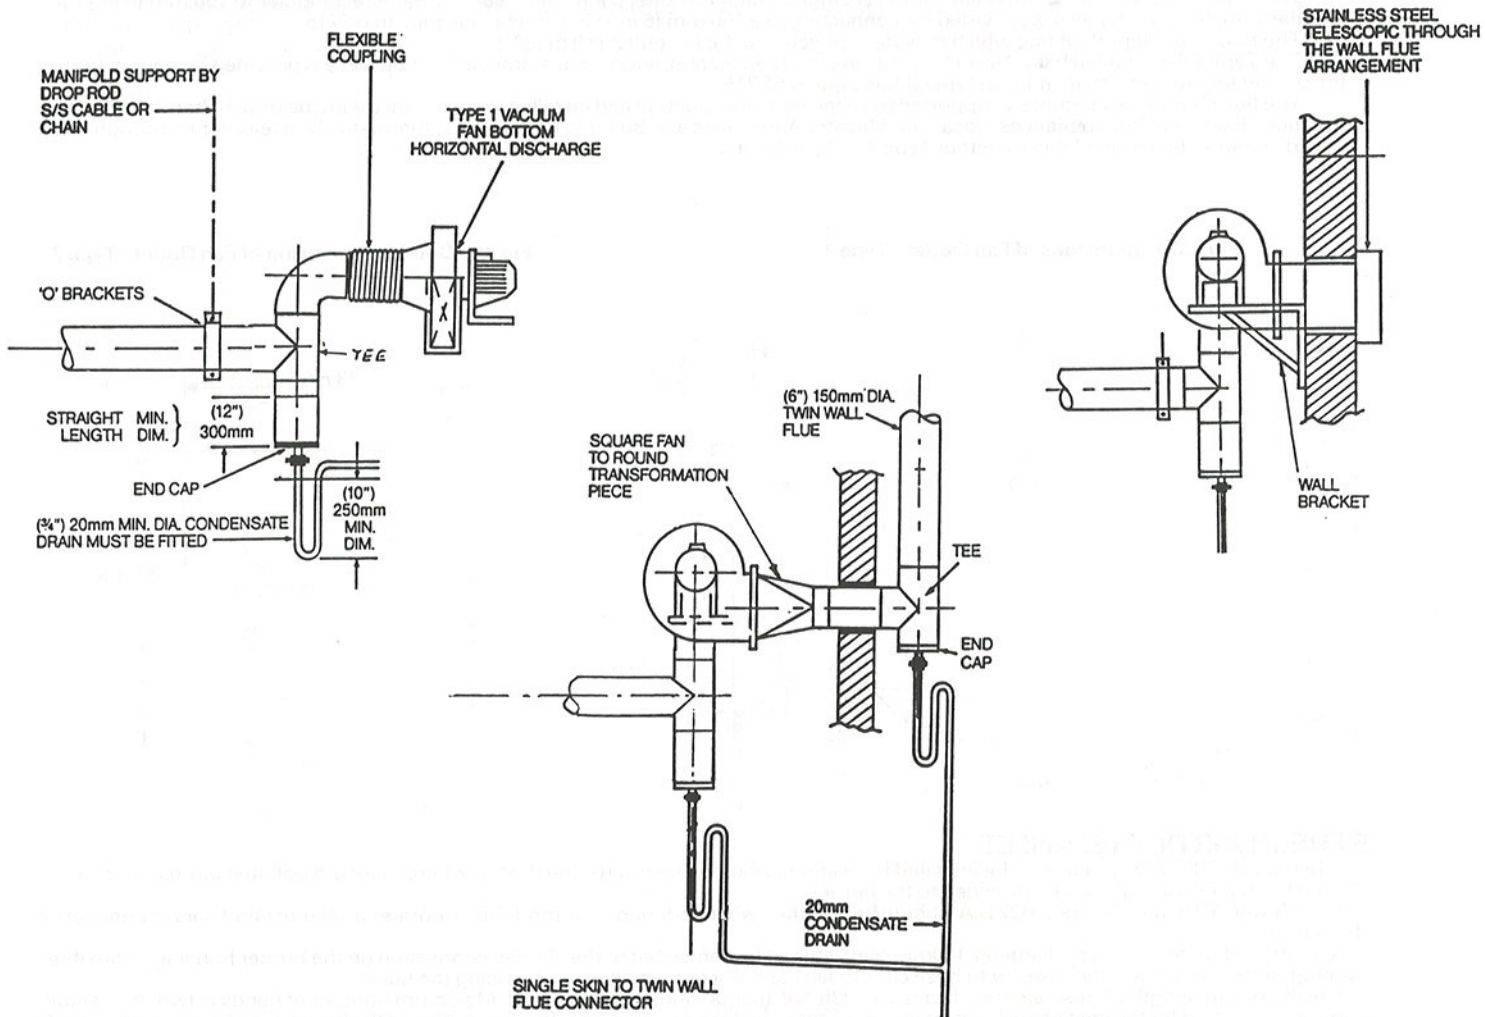 FLEXIBLE
COUPLING
MANIFOLD SUPPORT BY
DROP ROD
S/S CABLE OR
CHAIN
TYPE 1 VACUUM
FAN BOTTOM
HORIZONTAL DISCHARGE
STAINLESS STEEL
TELESCOPIC THROUGH
THE WALL FLUE
ARRANGEMENT
'O' BRACKETS
TEE
STRAIGHT MIN.
LENGTH DIM.
(12")
300mm
END CAP
(10")
250mm
MIN.
DIM.
(¾") 20mm MIN. DIA. CONDENSATE
DRAIN MUST BE FITTED
(6") 150mm DIA.
TWIN WALL
FLUE
SQUARE FAN
TO ROUND
TRANSFORMATION
PIECE
WALL
BRACKET
TEE
END
CAP
20mm
CONDENSATE
DRAIN
SINGLE SKIN TO TWIN WALL
FLUE CONNECTOR